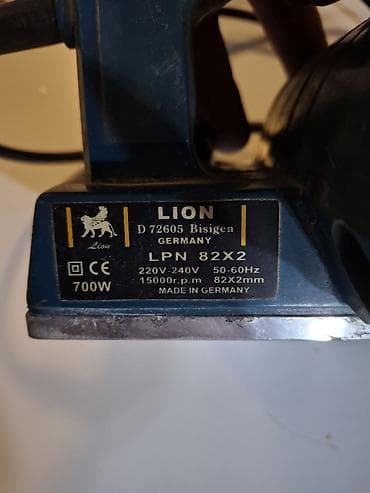 LION
D 72605 Bisigen
GERMANY
Lion
LPN 82X2
CE
220V-240V 50-60Hz
700W
15000r,p.m 82X2mm
MADE IN GERMANY